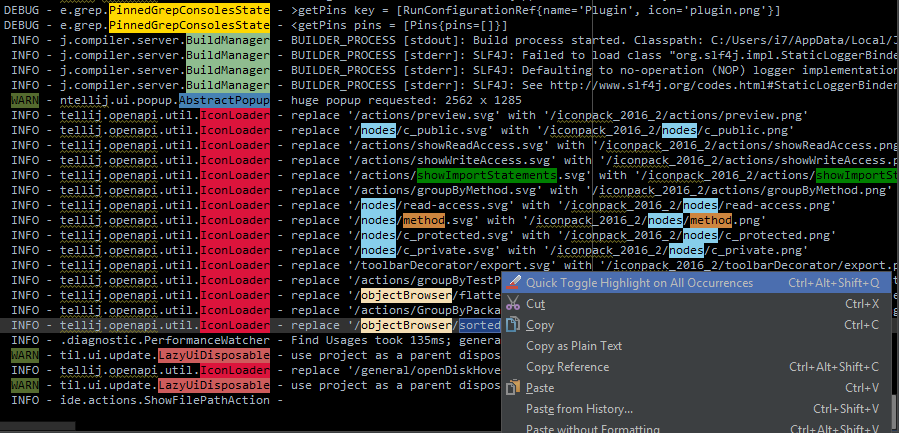 DEBUG - e.grep.PinnedGrepConsolesState - >getPins key = [RunConfigurationRef{name='Plugin', icon='plugin.png'}]
DEBUG - e.grep.PinnedGrepConsolesState - <getPins pins = [Pins{pins=[]}]
INFO - j.compiler.server.BuildManager - BUILDER_PROCESS [stdout]: Build process started. Classpath: C:/Users/i7/AppData/Local/J
INFO - j.compiler.server.BuildManager - BUILDER_PROCESS [stderr]: SLF4J: Failed to load class "org.slf4j.impl.StaticLoggerBinde
INFO - j.compiler.server.BuildManager - BUILDER_PROCESS [stderr]: SLF4J: Defaulting to no-operation (NOP) logger implementation
INFO - j.compiler.server.BuildManager - BUILDER_PROCESS [stderr]: SLF4J: See http://www.slf4j.org/codes.html#StaticLoggerBinder
WARN - ntellij.ui.popup.AbstractPopup - huge popup requested: 2562 x 1285
INFO - tellij.openapi.util.IconLoader - replace '/actions/preview.svg' with '/iconpack_2016_2/actions/preview.png'
INFO - tellij.openapi.util.IconLoader - replace '/nodes/c_public.svg' with '/iconpack_2016_2/nodes/c_public.png'
INFO - tellij.openapi.util.IconLoader - replace '/actions/showReadAccess.svg' with '/iconpack_2016_2/actions/showReadAccess.png
INFO - tellij.openapi.util.IconLoader - replace '/actions/showWriteAccess.svg' with '/iconpack_2016_2/actions/showWriteAccess.p
INFO - tellij.openapi.util.IconLoader - replace '/actions/showImportStatements.svg' with '/iconpack_2016_2/actions/showImportSt
INFO - tellij.openapi.util.IconLoader - replace '/actions/groupByMethod.svg' with '/iconpack_2016_2/actions/groupByMethod.png'
INFO - tellij.openapi.util.IconLoader - replace '/nodes/read-access.svg' with '/iconpack_2016_2/nodes/read-access.png'
INFO - tellij.openapi.util.IconLoader - replace '/nodes/method.svg' with '/iconpack_2016_2/nodes/method.png'
INFO - tellij.openapi.util.IconLoader - replace '/nodes/c_protected.svg' with '/iconpack_2016_2/nodes/c_protected.png'
INFO - tellij.openapi.util.IconLoader - replace '/nodes/c_private.svg' with '/iconpack_2016_2/nodes/c_private.png'
INFO - tellij.openapi.util.IconLoader - replace '/toolbarDecorator/export.svg' with '/iconpack_2016_2/toolbarDecorator/export.p
INFO - tellij.openapi.util.IconLoader - replace '/actions/groupByTestP
INFO - tellij.openapi.util.IconLoader - replace '/objectBrowser/flatte
INFO - tellij.openapi.util.IconLoader - replace '/actions/GroupByPacka
INFO - tellij.openapi.util.IconLoader - replace '/objectBrowser/sorted
INFO - .diagnostic.PerformanceWatcher - Find Usages took 135ms; genera
WARN - til.ui.update.LazyUiDisposable - use project as a parent dispos
INFO - tellij.openapi.util.IconLoader - replace '/general/openDiskHove
WARN - til.ui.update.LazyUiDisposable - use project as a parent dispos
INFO - ide.actions.ShowFilePathAction -
Quick Toggle Highlight on All Occurrences Ctrl+Alt+Shift+Q
Cut Ctrl+X
Copy Ctrl+C
Copy as Plain Text
Copy Reference Ctrl+Alt+Shift+C
Paste Ctrl+V
Paste from History... Ctrl+Shift+V
Paste without Formatting Ctrl+Alt+Shift+V